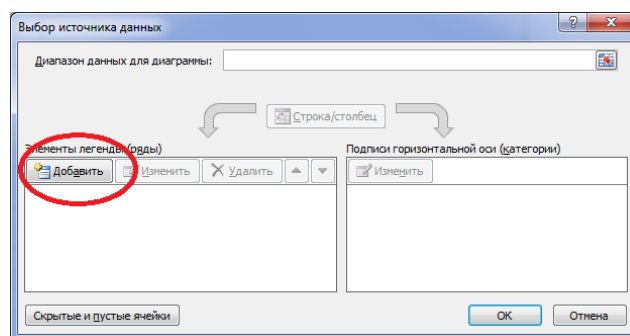 Выбор источника данных
Диапазон данных для диаграммы:
Строка/столбец
Элементы легенды (ряды)
Подписи горизонтальной оси (категории)
Добавить Изменить Удалить Изменить
Скрытые и пустые ячейки OK Отмена